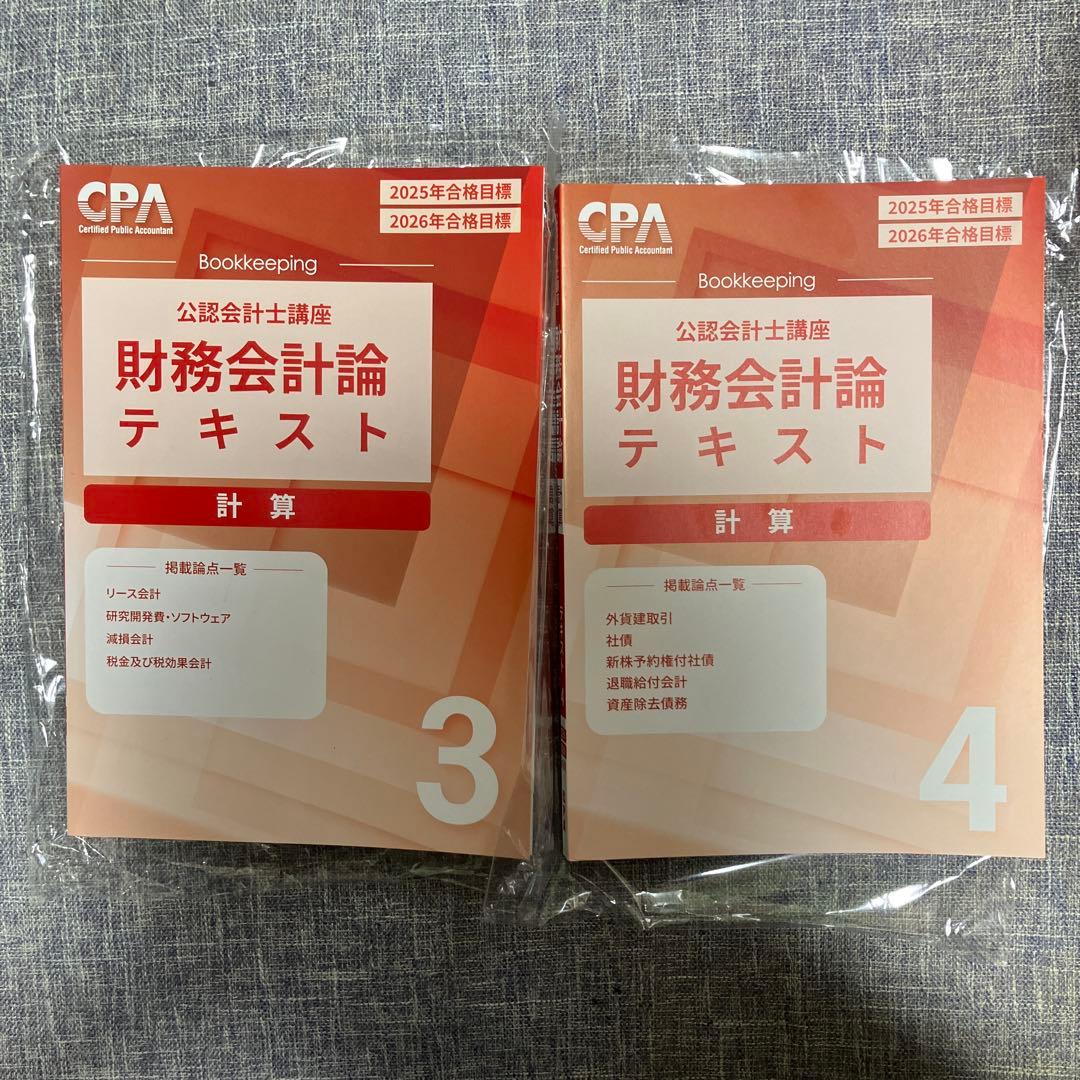 CPA
Certified Public Accountant
2025年合格目標
2026年合格目標
Bookkeeping
公認会計士講座
財務会計論
テキスト
計算
掲載論点一覧
リース会計
研究開発費・ソフトウェア
減損会計
税金及び税効果会計
3
CPA
Certified Public Accountant
2025年合格目標
2026年合格目標
Bookkeeping
公認会計士講座
財務会計論
テキスト
計算
掲載論点一覧
外貨建取引
社債
新株予約権付社債
退職給付会計
資産除去債務
4